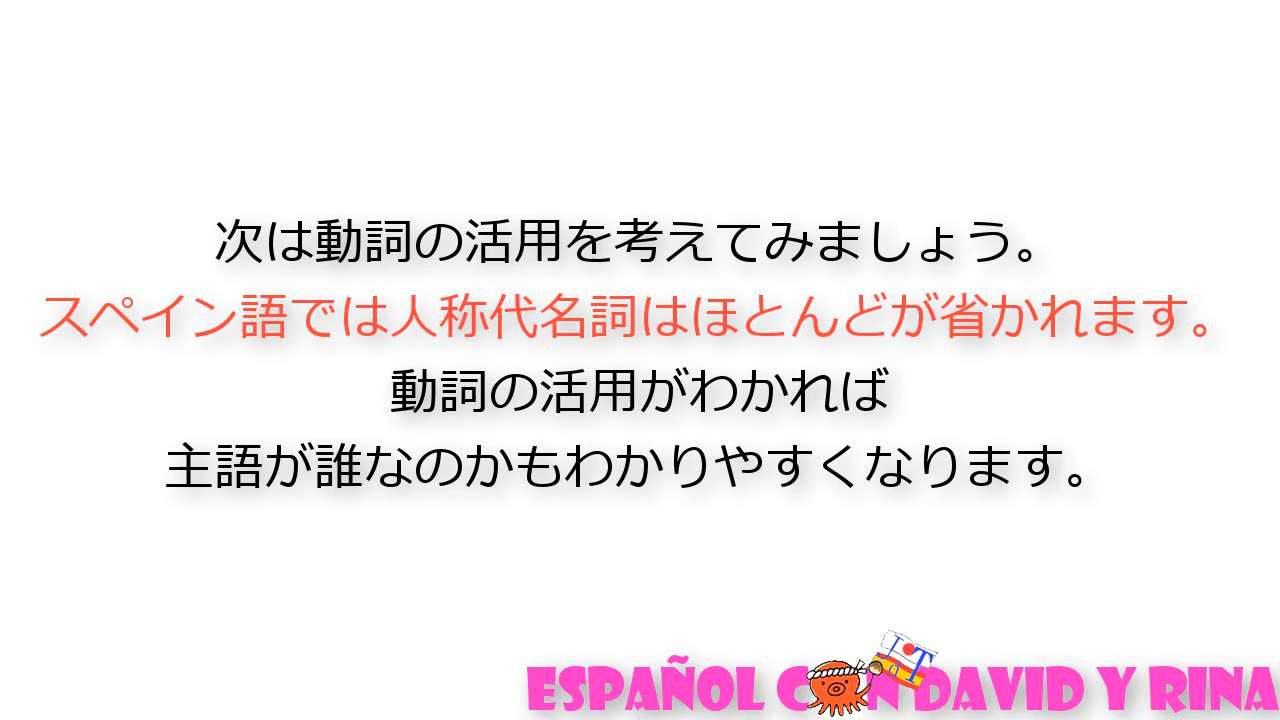 次は動詞の活用を考えてみましょう。
スペイン語では人称代名詞はほとんどが省かれます。
動詞の活用がわかれば
主語が誰なのかもわかりやすくなります。
ESPAÑOL CON DAVID Y RINA